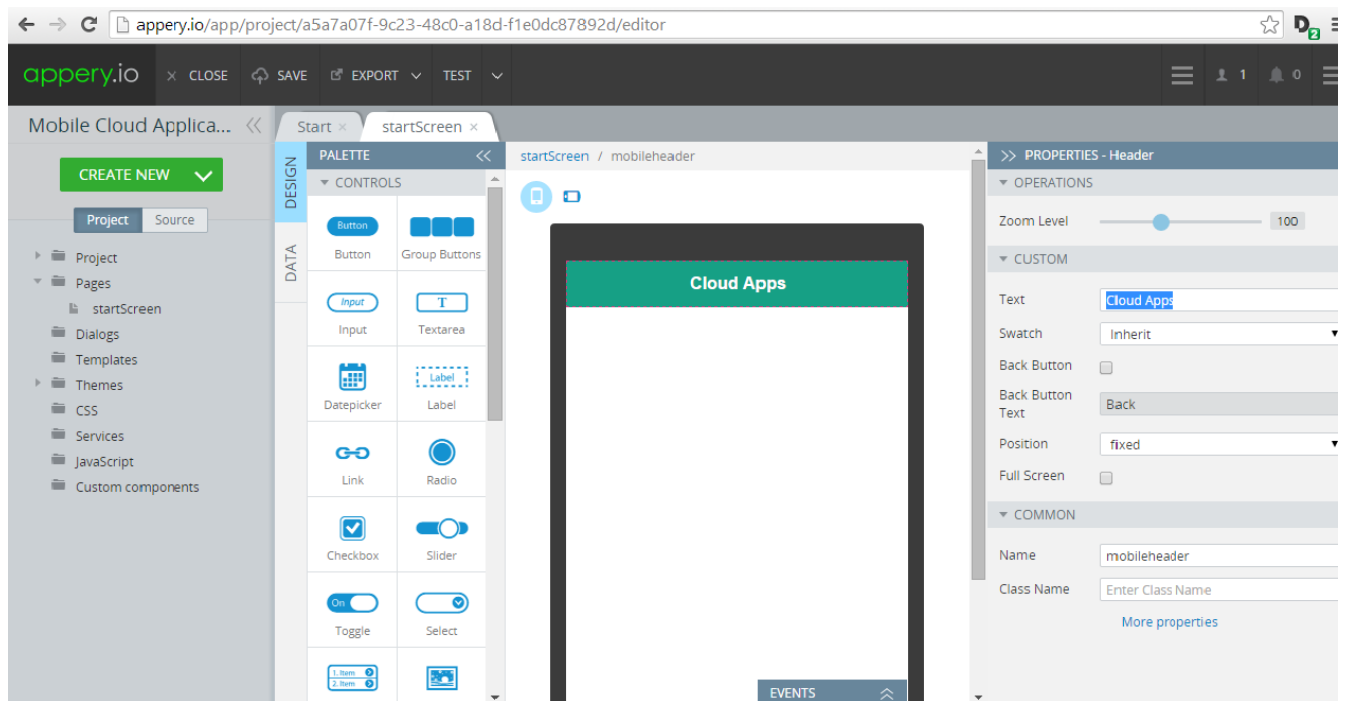 appery.io/app/project/a5a7a07f-9c23-48c0-a18d-f1e0dc87892d/editor
2
appery.io × CLOSE SAVE EXPORT TEST 1 0
Mobile Cloud Applica...
CREATE NEW
Project Source
Project
Pages
startScreen
Dialogs
Templates
Themes
CSS
Services
JavaScript
Custom components
Start × startScreen ×
DESIGN
DATA
PALETTE
CONTROLS
Button
Button Group Buttons
Input T
Input Textarea
Label
Datepicker Label
Link Radio
Checkbox Slider
On
Toggle Select
1. Item
2. Item
startScreen / mobileheader
Cloud Apps
EVENTS
PROPERTIES - Header
OPERATIONS
Zoom Level 100
CUSTOM
Text Cloud Apps
Swatch Inherit
Back Button
Back Button Text Back
Position fixed
Full Screen
COMMON
Name mobileheader
Class Name Enter Class Name
More properties